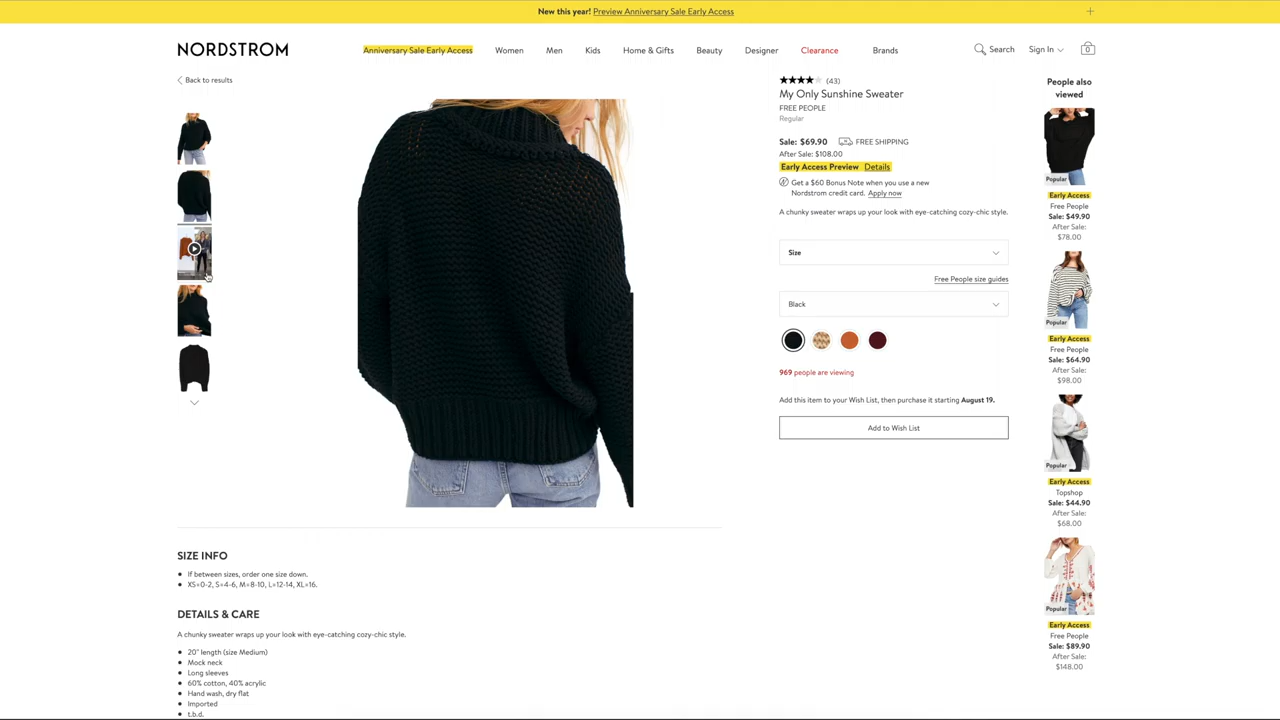 New this year! Preview Anniversary Sale Early Access
NORDSTROM
Anniversary Sale Early Access
Women
Men
Kids
Home & Gifts
Beauty
Designer
Clearance
Brands
Search
Sign In
0
Back to results
(43)
My Only Sunshine Sweater
FREE PEOPLE
Regular
Sale: $69.90
FREE SHIPPING
After Sale: $108.00
Early Access Preview Details
Get a $60 Bonus Note when you use a new
Nordstrom credit card. Apply now
A chunky sweater wraps up your look with eye-catching cozy-chic style.
Size
Free People size guides
Black
969 people are viewing
Add this item to your Wish List, then purchase it starting August 19.
Add to Wish List
People also
viewed
Popular
Early Access
Free People
Sale: $49.90
After Sale:
$78.00
Popular
Early Access
Free People
Sale: $64.90
After Sale:
$98.00
Popular
Early Access
Topshop
Sale: $44.90
After Sale:
$68.00
Popular
Early Access
Free People
Sale: $89.90
After Sale:
$148.00
SIZE INFO
If between sizes, order one size down.
XS=0-2, S=4-6, M=8-10, L=12-14, XL=16.
DETAILS & CARE
A chunky sweater wraps up your look with eye-catching cozy-chic style.
20" length (size Medium)
Mock neck
Long sleeves
60% cotton, 40% acrylic
Hand wash, dry flat
Imported
t.b.d.